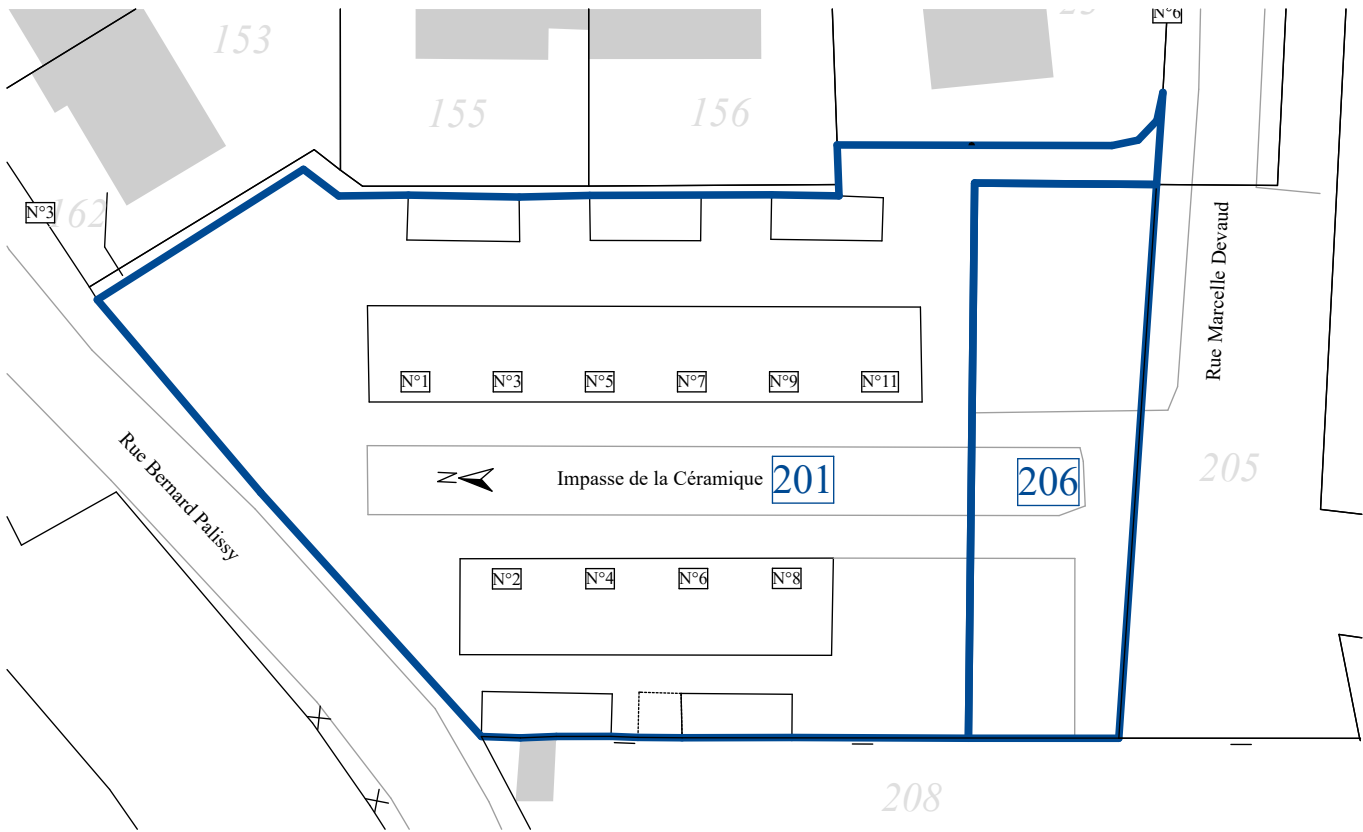 N°6
153
155
156
162
N°3
Rue Marcelle Devaud
N°1
N°3
N°5
N°7
N°9
N°11
Rue Bernard Palissy
N
Impasse de la Céramique
201
206
205
N°2
N°4
N°6
N°8
208